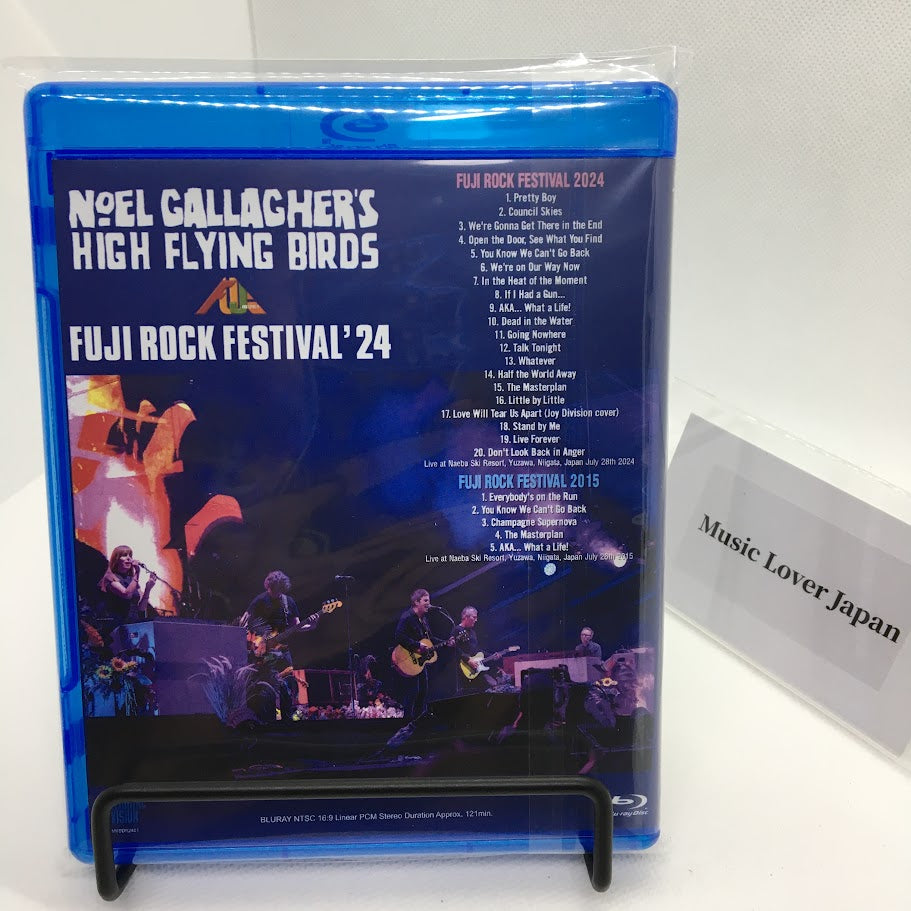 NOEL GALLAGHER'S
HIGH FLYING BIRDS
FUJI ROCK FESTIVAL'24
FUJI ROCK FESTIVAL 2024
1. Pretty Boy
2. Council Skies
3. We're Gonna Get There in the End
4. Open the Door, See What You Find
5. You Know We Can't Go Back
6. We're on Our Way Now
7. In the Heat of the Moment
8. If I Had a Gun...
9. AKA... What a Life!
10. Dead in the Water
11. Going Nowhere
12. Talk Tonight
13. Whatever
14. Half the World Away
15. The Masterplan
16. Little by Little
17. Love Will Tear Us Apart (Joy Division cover)
18. Stand by Me
19. Live Forever
20. Don't Look Back in Anger
Live at Naeba Ski Resort, Yuzawa, Niigata, Japan July 28th 2024
FUJI ROCK FESTIVAL 2015
1. Everybody's on the Run
2. You Know We Can't Go Back
3. Champagne Supernova
4. The Masterplan
5. AKA... What a Life!
Live at Naeba Ski Resort, Yuzawa, Niigata, Japan July 26th 2015
BLURAY NTSC 16:9 Linear PCM Stereo Duration Approx. 121min.
VISION
Music Lover Japan